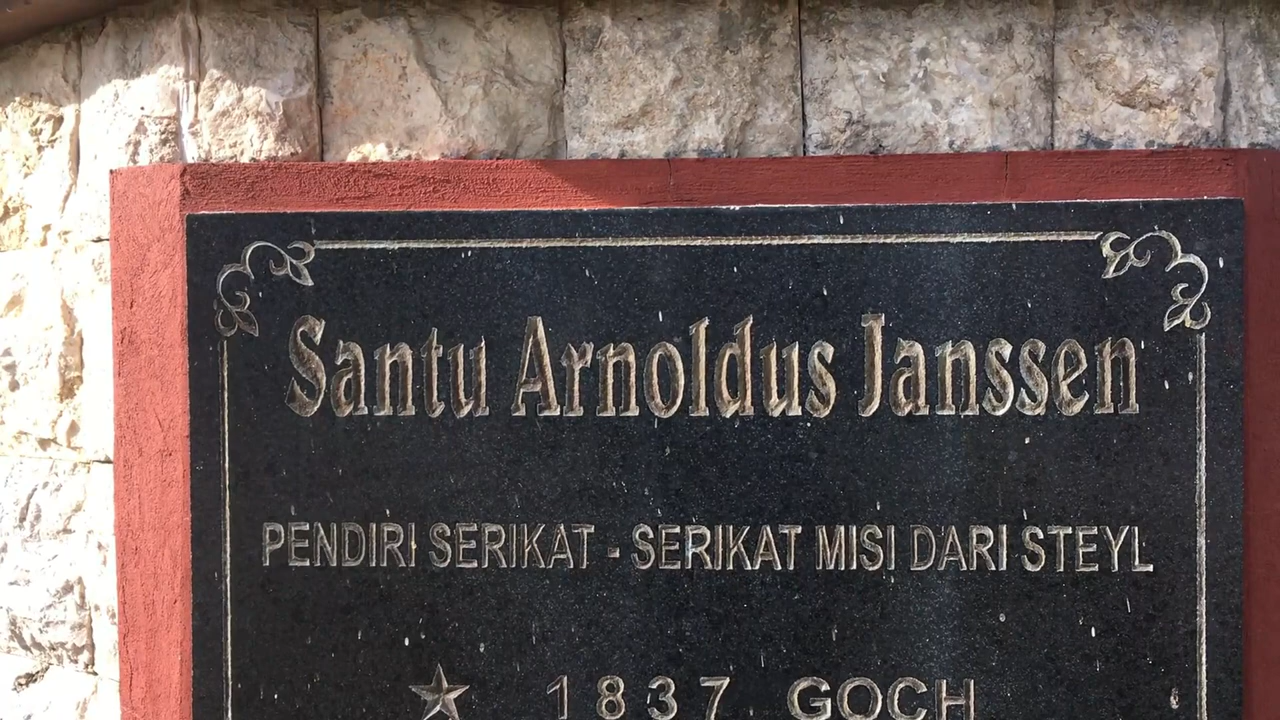 Santu Arnoldus Janssen
PENDIRI SERIKAT - SERIKAT MISI DARI STEYL
1837 GOCH